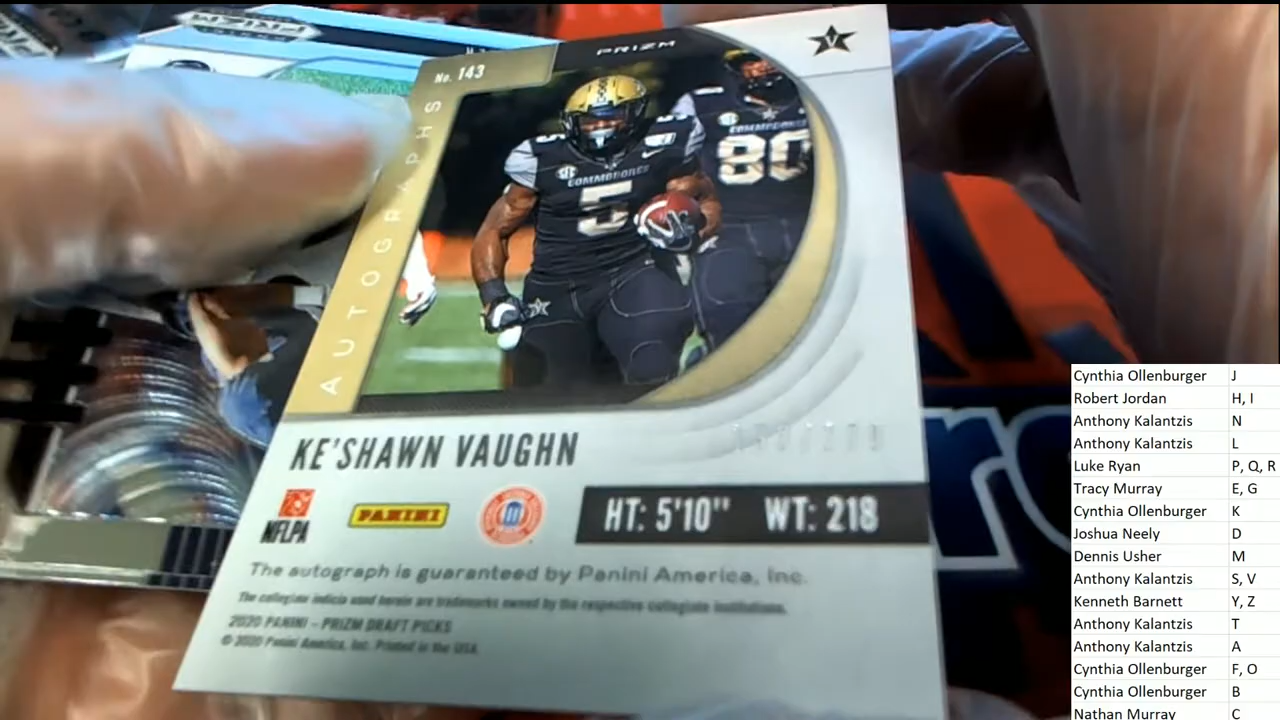 PRIZM
No. 143
AUTOGRAPHS
COMMODORES
5
COMMODORES
80
KE'SHAWN VAUGHN
NFLPA
PANINI
HT: 5'10" WT: 218
The autograph is guaranteed by Panini America, Inc.
The collegiate indicia used herein are trademarks owned by the respective collegiate institutions.
2020 PANINI – PRIZM DRAFT PICKS
© 2020 Panini America, Inc. Printed in the USA.
Cynthia Ollenburger J
Robert Jordan H, I
Anthony Kalantzis N
Anthony Kalantzis L
Luke Ryan P, Q, R
Tracy Murray E, G
Cynthia Ollenburger K
Joshua Neely D
Dennis Usher M
Anthony Kalantzis S, V
Kenneth Barnett Y, Z
Anthony Kalantzis T
Anthony Kalantzis A
Cynthia Ollenburger F, O
Cynthia Ollenburger B
Nathan Murray C